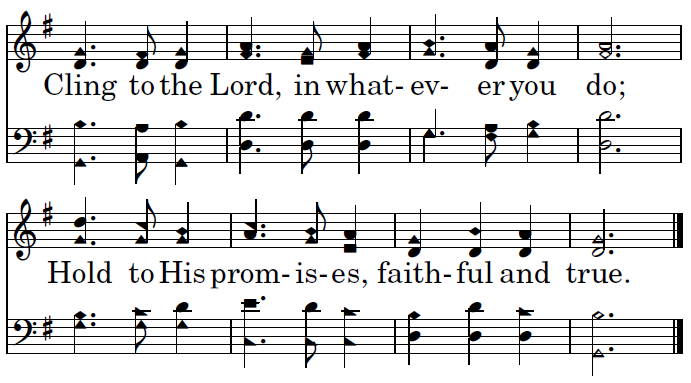 Cling to the Lord, in what- ev- er you do;
Hold to His prom- is- es, faith- ful and true.